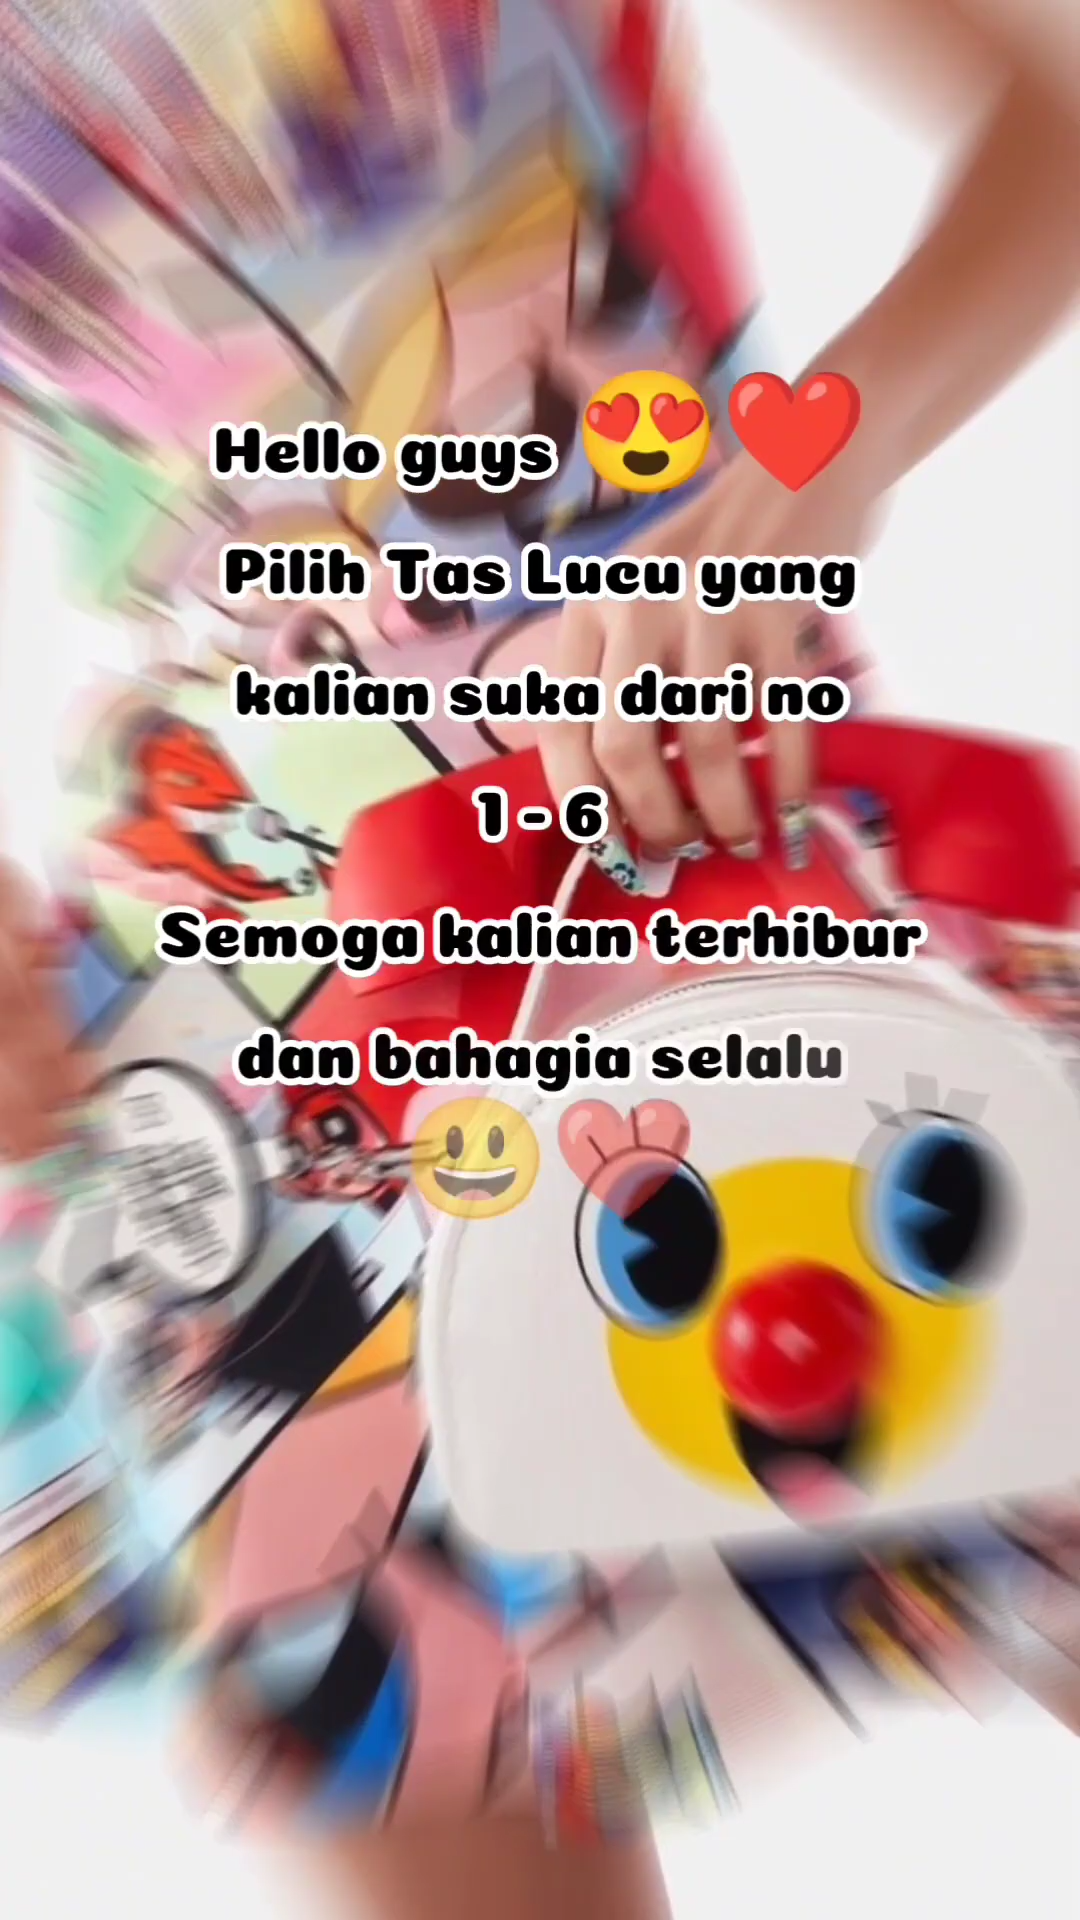 Hello guys 😍❤️
Pilih Tas Lucu yang
kalian suka dari no
1 - 6
Semoga kalian terhibur
dan bahagia selalu
😃❤️